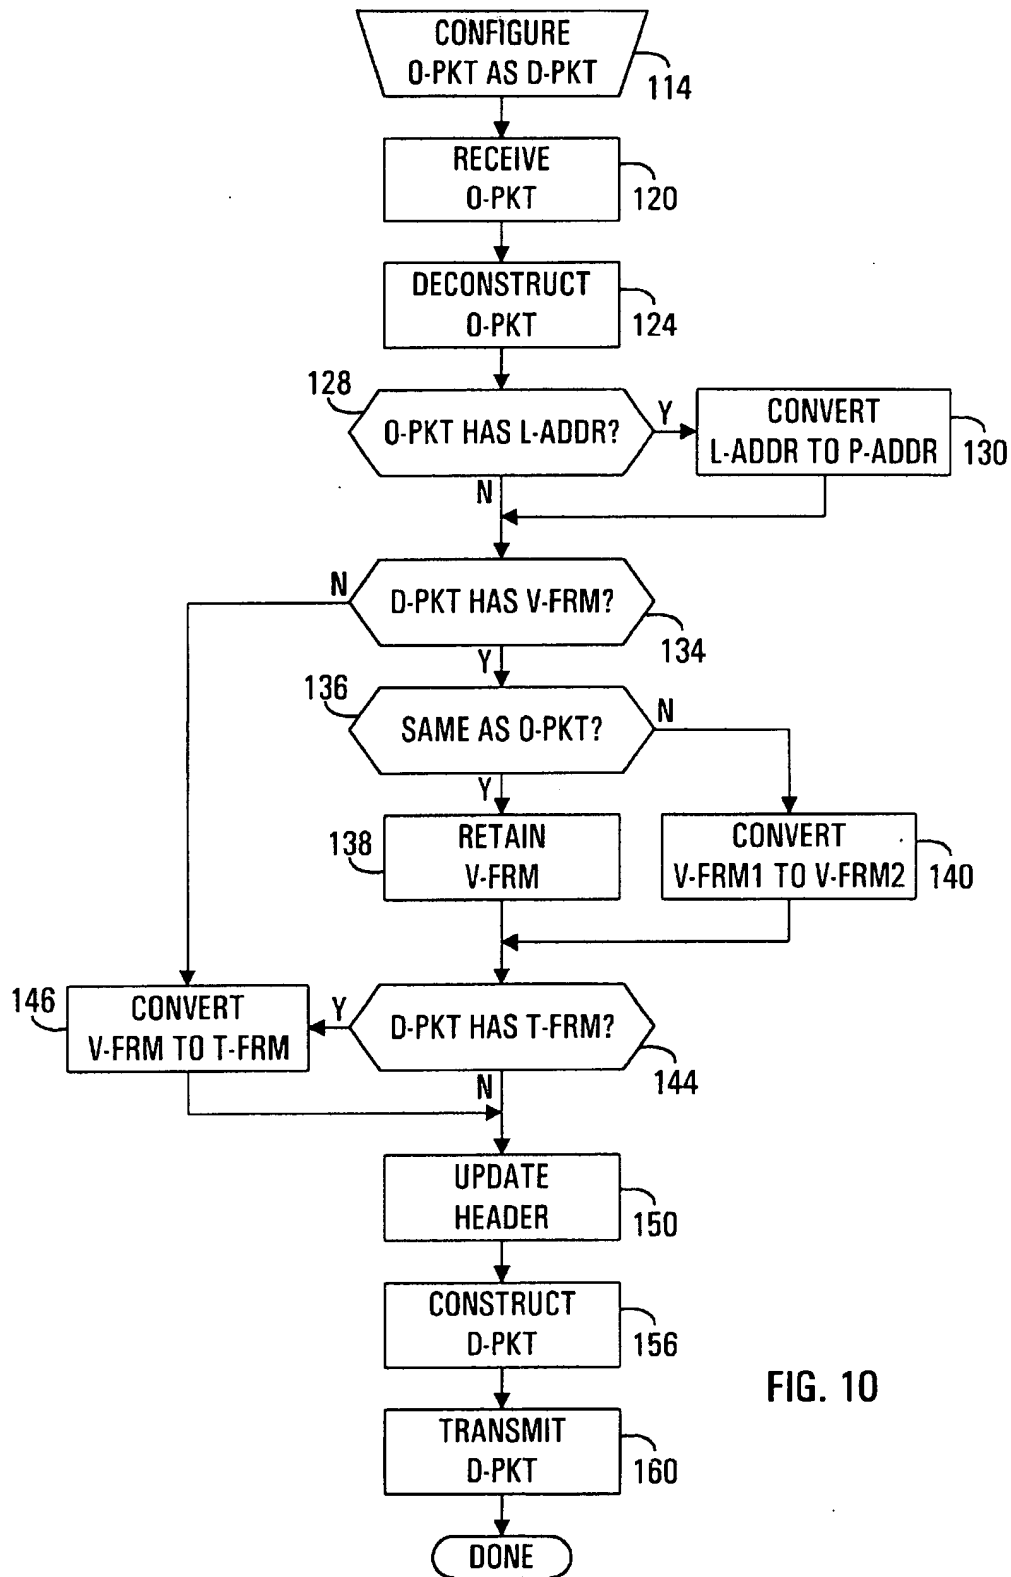 CONFIGURE
O-PKT AS D-PKT
114
RECEIVE
O-PKT
120
DECONSTRUCT
O-PKT
124
128
O-PKT HAS L-ADDR?
Y
CONVERT
L-ADDR TO P-ADDR
130
N
N
D-PKT HAS V-FRM?
134
Y
136
SAME AS O-PKT?
N
Y
138
RETAIN
V-FRM
CONVERT
V-FRM1 TO V-FRM2
140
146
CONVERT
V-FRM TO T-FRM
Y
D-PKT HAS T-FRM?
144
N
UPDATE
HEADER
150
CONSTRUCT
D-PKT
156
FIG. 10
TRANSMIT
D-PKT
160
DONE